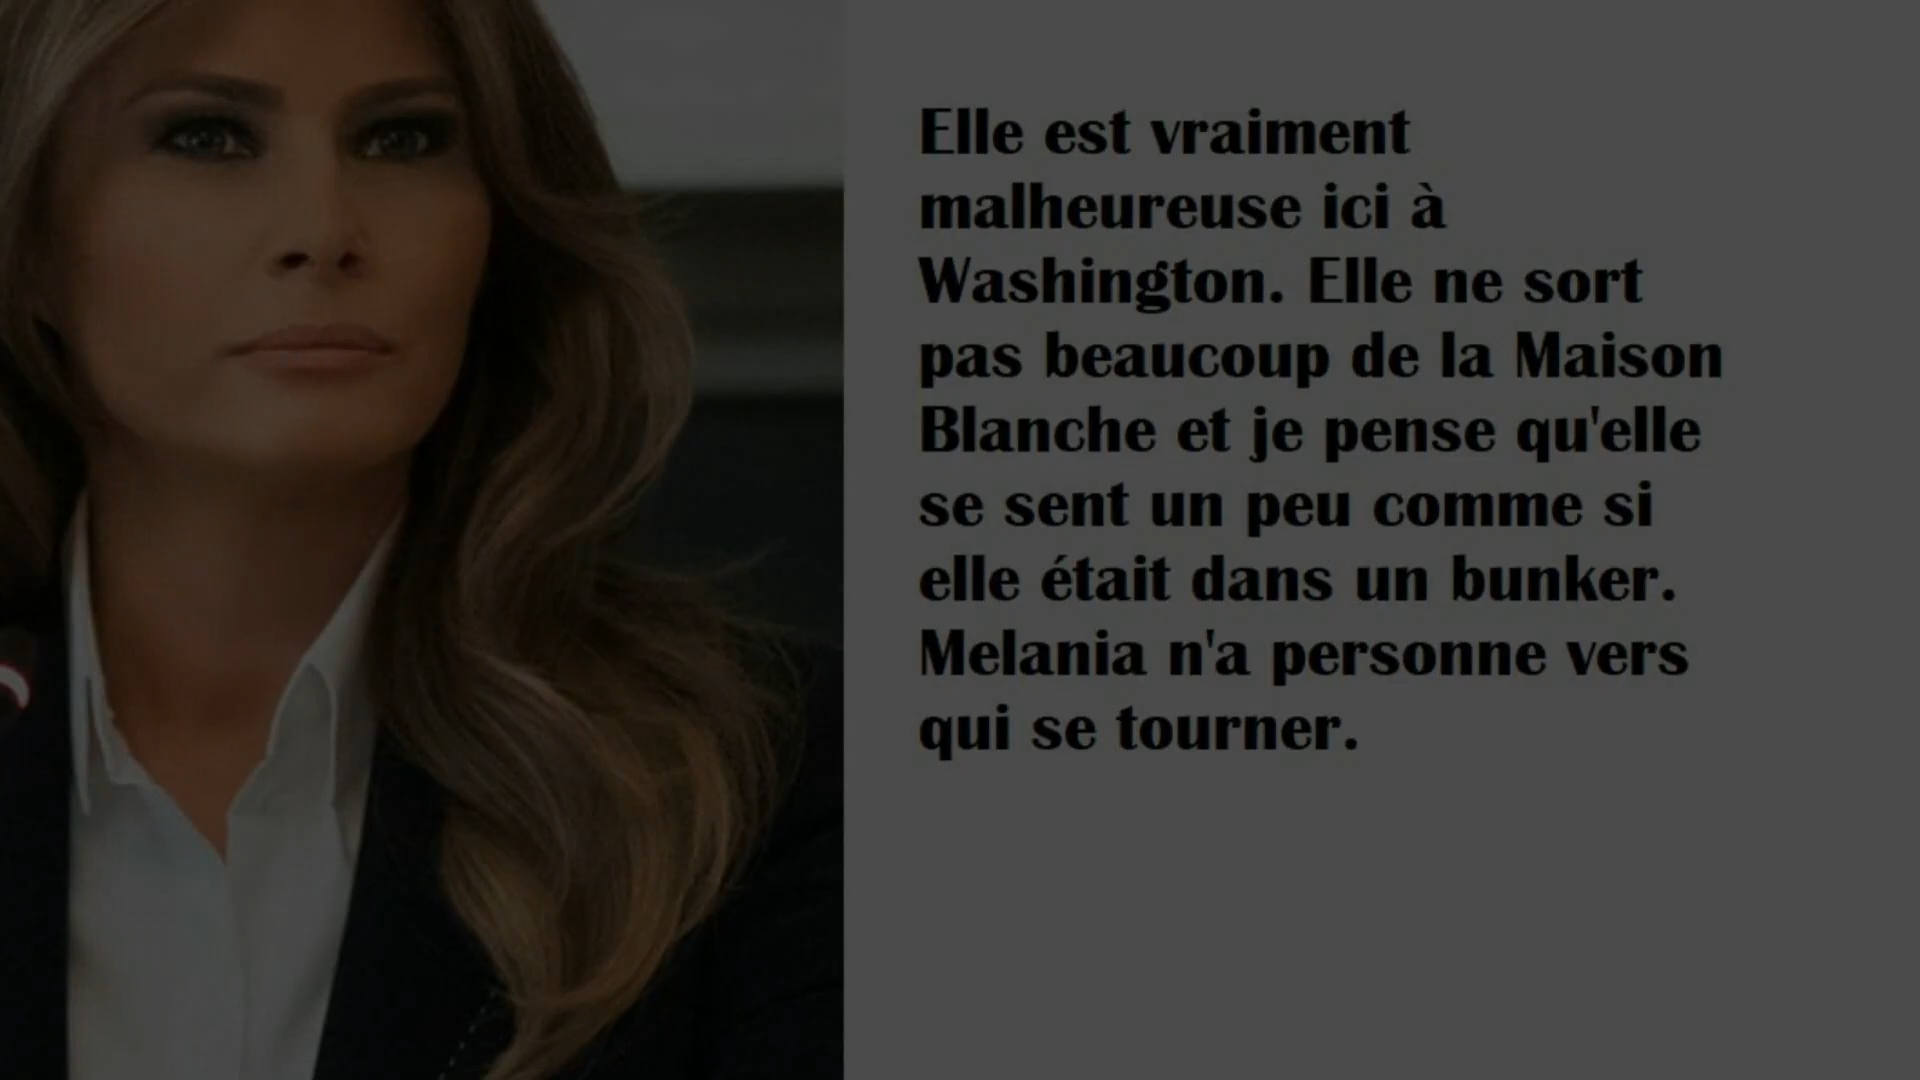 Elle est vraiment
malheureuse ici à
Washington. Elle ne sort
pas beaucoup de la Maison
Blanche et je pense qu'elle
se sent un peu comme si
elle était dans un bunker.
Melania n'a personne vers
qui se tourner.